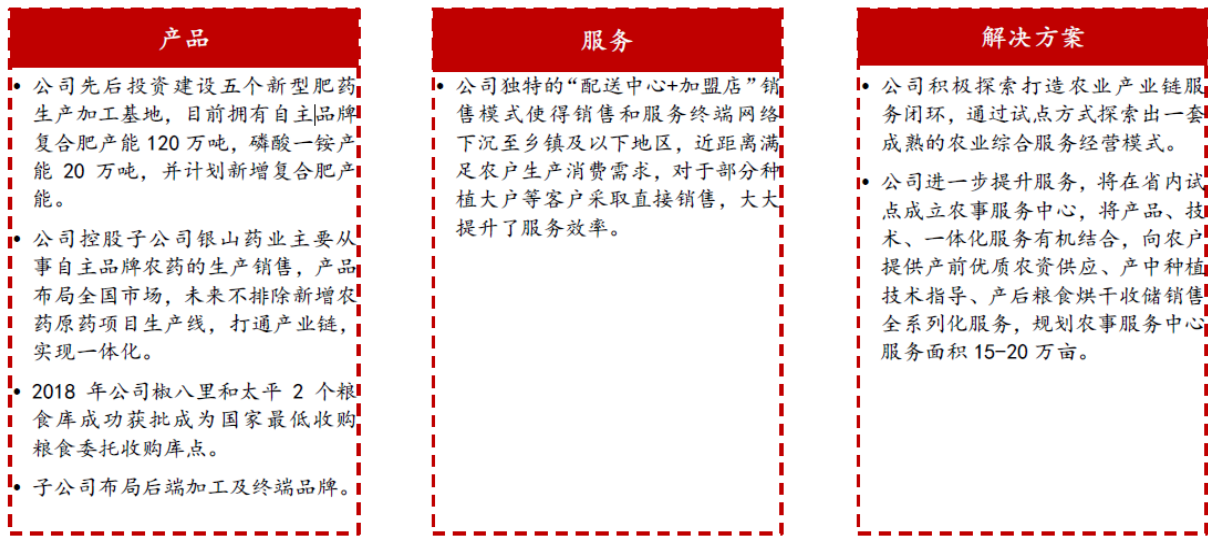 产品
• 公司先后投资建设五个新型肥药
生产加工基地，目前拥有自主品牌
复合肥产能 120 万吨，磷酸一铵产
能 20 万吨，并计划新增复合肥产
能。
• 公司控股子公司银山药业主要从
事自主品牌农药的生产销售，产品
布局全国市场，未来不排除新增农
药原药项目生产线，打通产业链，
实现一体化。
• 2018 年公司椒八里和太平 2 个粮
食库成功获批成为国家最低收购
粮食委托收购库点。
• 子公司布局后端加工及终端品牌。
服务
• 公司独特的“配送中心+加盟店”销
售模式使得销售和服务终端网络
下沉至乡镇及以下地区，近距离满
足农户生产消费需求，对于部分种
植大户等客户采取直接销售，大大
提升了服务效率。
解决方案
• 公司积极探索打造农业产业链服
务闭环，通过试点方式探索出一套
成熟的农业综合服务经营模式。
• 公司进一步提升服务，将在省内试
点成立农事服务中心，将产品、技
术、一体化服务有机结合，向农户
提供产前优质农资供应、产中种植
技术指导、产后粮食烘干收储销售
全系列化服务，规划农事服务中心
服务面积 15-20 万亩。